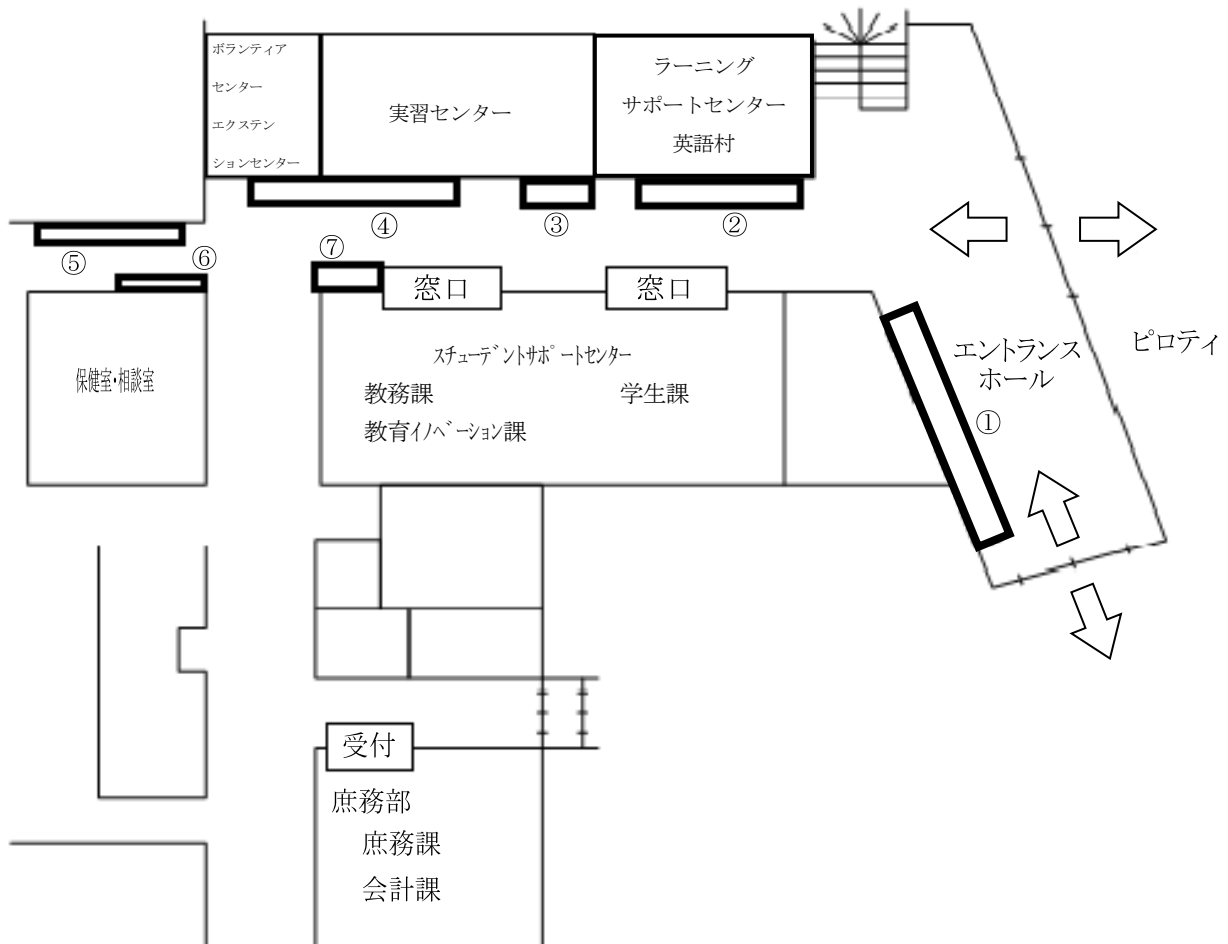 ボランティア
センター
エクステン
ションセンター
実習センター
ラーニング
サポートセンター
英語村
④
③
②
⑤
⑥
⑦
窓口
窓口
保健室・相談室
スチューデントサポートセンター
教務課
学生課
教育イノベーション課
エントランス
ホール
①
ピロティ
受付
庶務部
庶務課
会計課